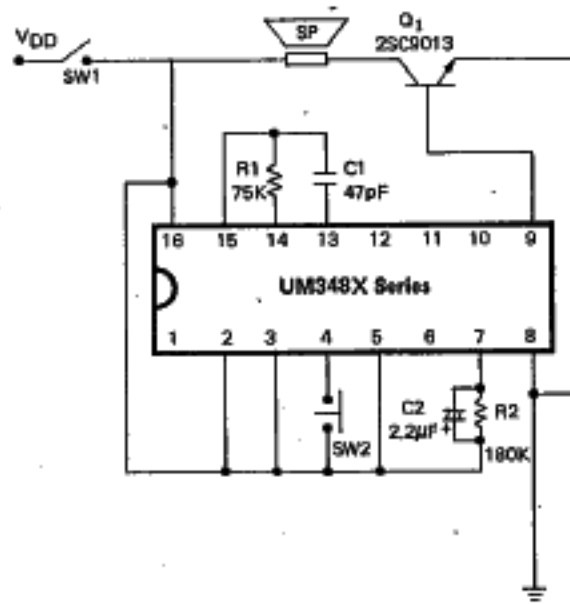 VDD
SW1
SP
Q1
2SC9013
R1
75K
C1
47pF
16 15 14 13 12 11 10 9
UM348X Series
1 2 3 4 5 6 7 8
SW2
C2
2.2µF
+
R2
180K